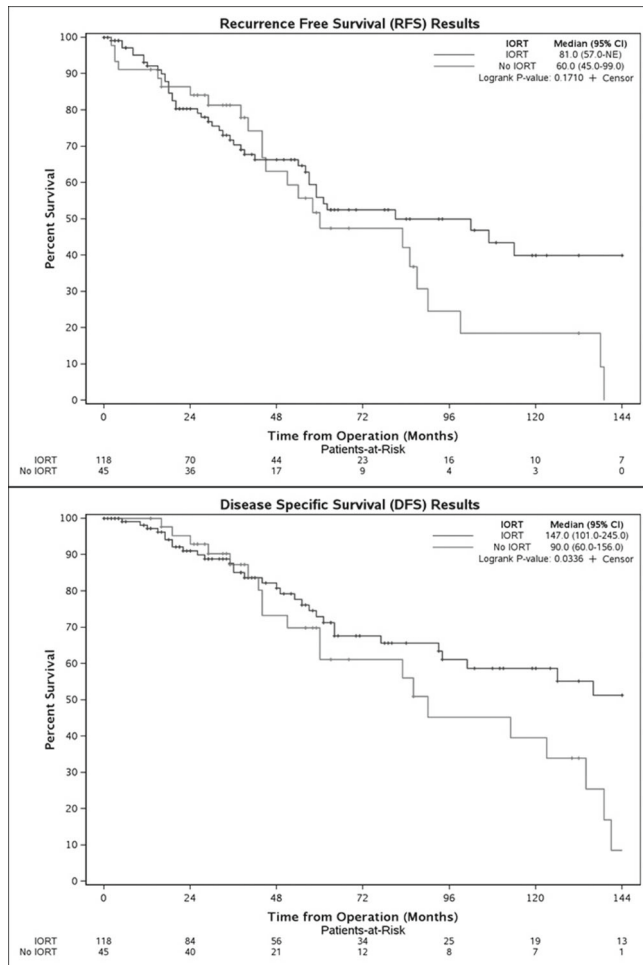 Recurrence Free Survival (RFS) Results
IORT Median (95% CI)
IORT 81.0 (57.0-NE)
No IORT 60.0 (45.0-99.0)
Logrank P-value: 0.1710 + Censor
Percent Survival
100
90
80
70
60
50
40
30
20
10
0
0 24 48 72 96 120 144
Time from Operation (Months)
Patients-at-Risk
IORT 118 70 44 23 16 10 7
No IORT 45 36 17 9 4 3 0
Disease Specific Survival (DFS) Results
IORT Median (95% CI)
IORT 147.0 (101.0-245.0)
No IORT 90.0 (60.0-156.0)
Logrank P-value: 0.0336 + Censor
Percent Survival
100
90
80
70
60
50
40
30
20
10
0
0 24 48 72 96 120 144
Time from Operation (Months)
Patients-at-Risk
IORT 118 84 56 34 25 19 13
No IORT 45 40 21 12 8 7 1